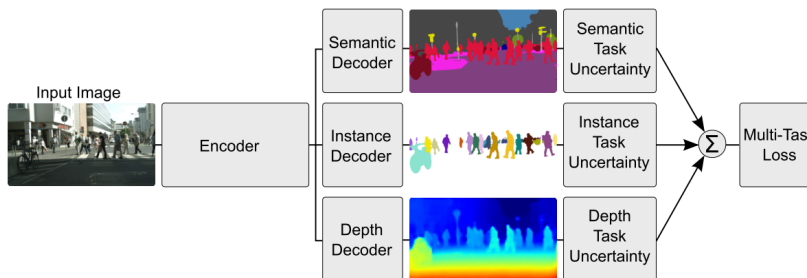 Input Image
Encoder
Semantic
Decoder
Instance
Decoder
Depth
Decoder
Semantic
Task
Uncertainty
Instance
Task
Uncertainty
Depth
Task
Uncertainty
Σ
Multi-Tas
Loss